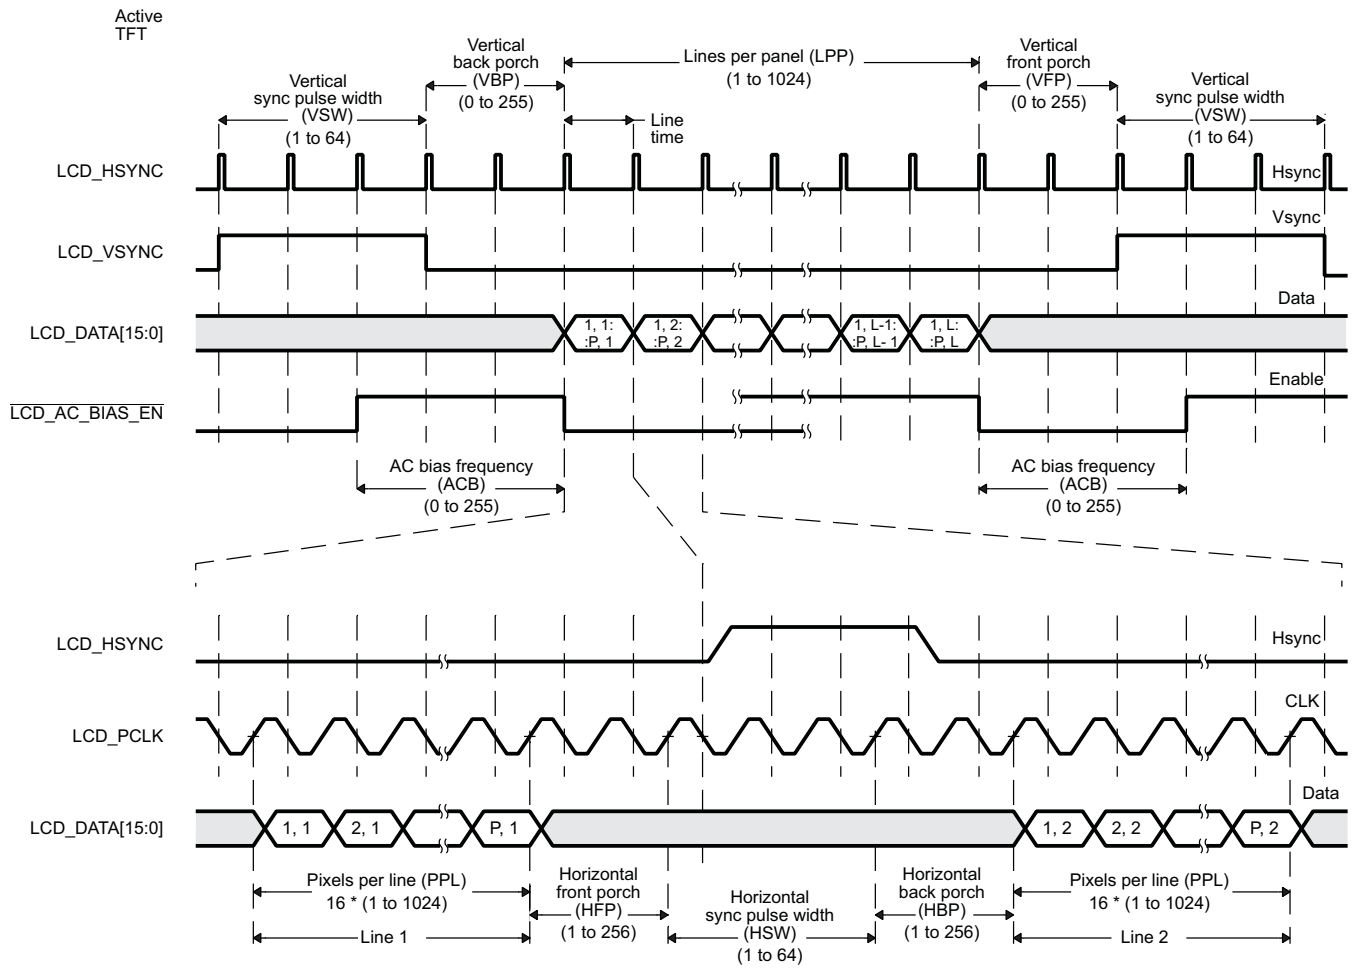 Active
TFT
Vertical
sync pulse width
(VSW)
(1 to 64)
Vertical
back porch
(VBP)
(0 to 255)
Lines per panel (LPP)
(1 to 1024)
Vertical
front porch
(VFP)
(0 to 255)
Vertical
sync pulse width
(VSW)
(1 to 64)
Line
time
LCD_HSYNC
Hsync
LCD_VSYNC
Vsync
LCD_DATA[15:0]
1, 1:
:P, 1
1, 2:
:P, 2
1, L-1:
:P, L- 1
1, L:
:P, L
Data
LCD_AC_BIAS_EN
Enable
AC bias frequency
(ACB)
(0 to 255)
AC bias frequency
(ACB)
(0 to 255)
LCD_HSYNC
Hsync
LCD_PCLK
CLK
LCD_DATA[15:0]
1, 1
2, 1
P, 1
1, 2
2, 2
P, 2
Data
Pixels per line (PPL)
16 * (1 to 1024)
Line 1
Horizontal
front porch
(HFP)
(1 to 256)
Horizontal
sync pulse width
(HSW)
(1 to 64)
Horizontal
back porch
(HBP)
(1 to 256)
Pixels per line (PPL)
16 * (1 to 1024)
Line 2